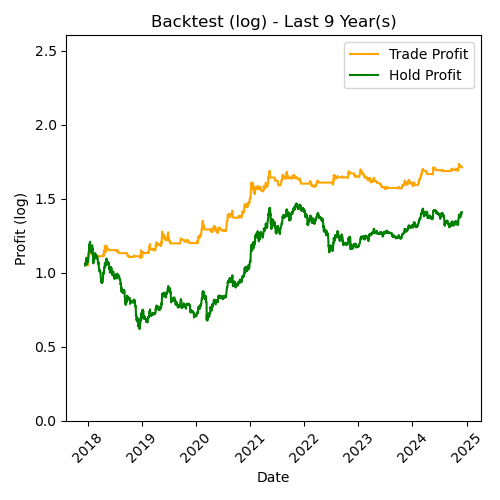 Backtest (log) - Last 9 Year(s)
Trade Profit
Hold Profit
Profit (log)
2.5
2.0
1.5
1.0
0.5
0.0
2018 2019 2020 2021 2022 2023 2024 2025
Date